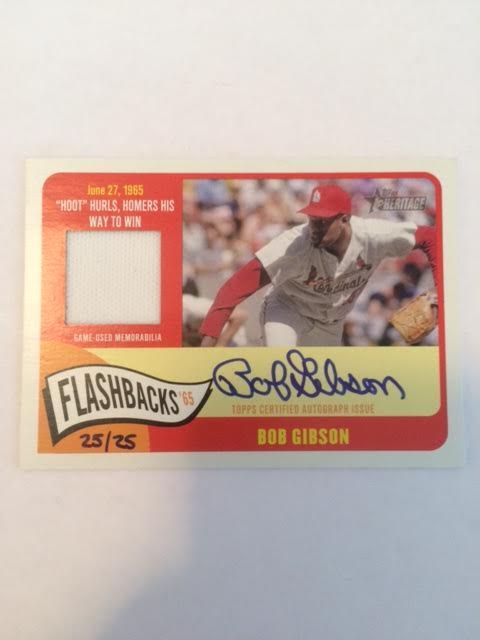 June 27, 1965
"HOOT" HURLS, HOMERS HIS
WAY TO WIN
GAME-USED MEMORABILIA
Topps
HERITAGE
Cardinals
FLASHBACKS '65
25/25
Bob Gibson
TOPPS CERTIFIED AUTOGRAPH ISSUE
BOB GIBSON